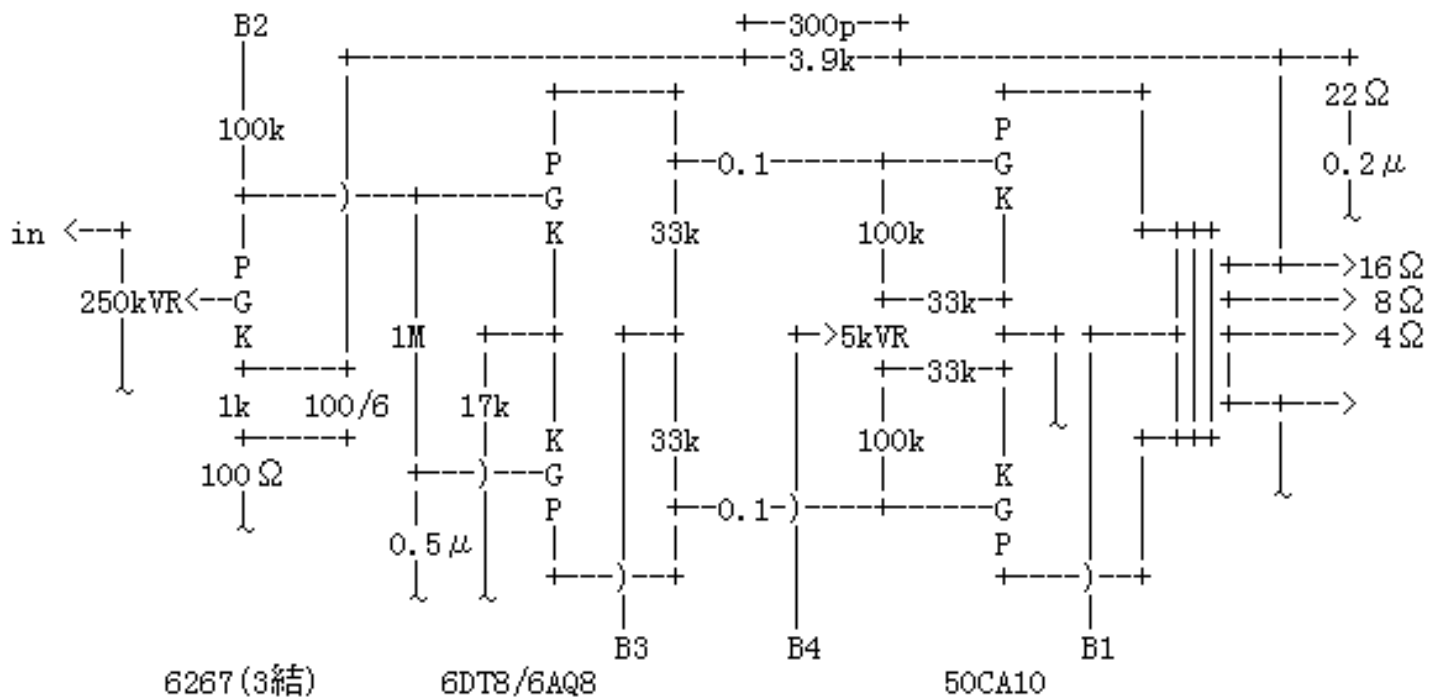 B2 +--300p--+
+------------------3.9k------------------+---+
22Ω
100k
P P
+--0.1------+------G 0.2μ
G G
in <--+ K 33k 100k K
P +--+-->16Ω
250kVR<--G +--33k--+ +----> 8Ω
K 1M >5kVR +----> 4Ω
+--33k--+
1k 100/6 17k
K 33k 100k K
100Ω G G
P +--0.1-)----+------G
0.5μ P
B3 B4 B1
6267(3結) 6DT8/6AQ8 50CA10